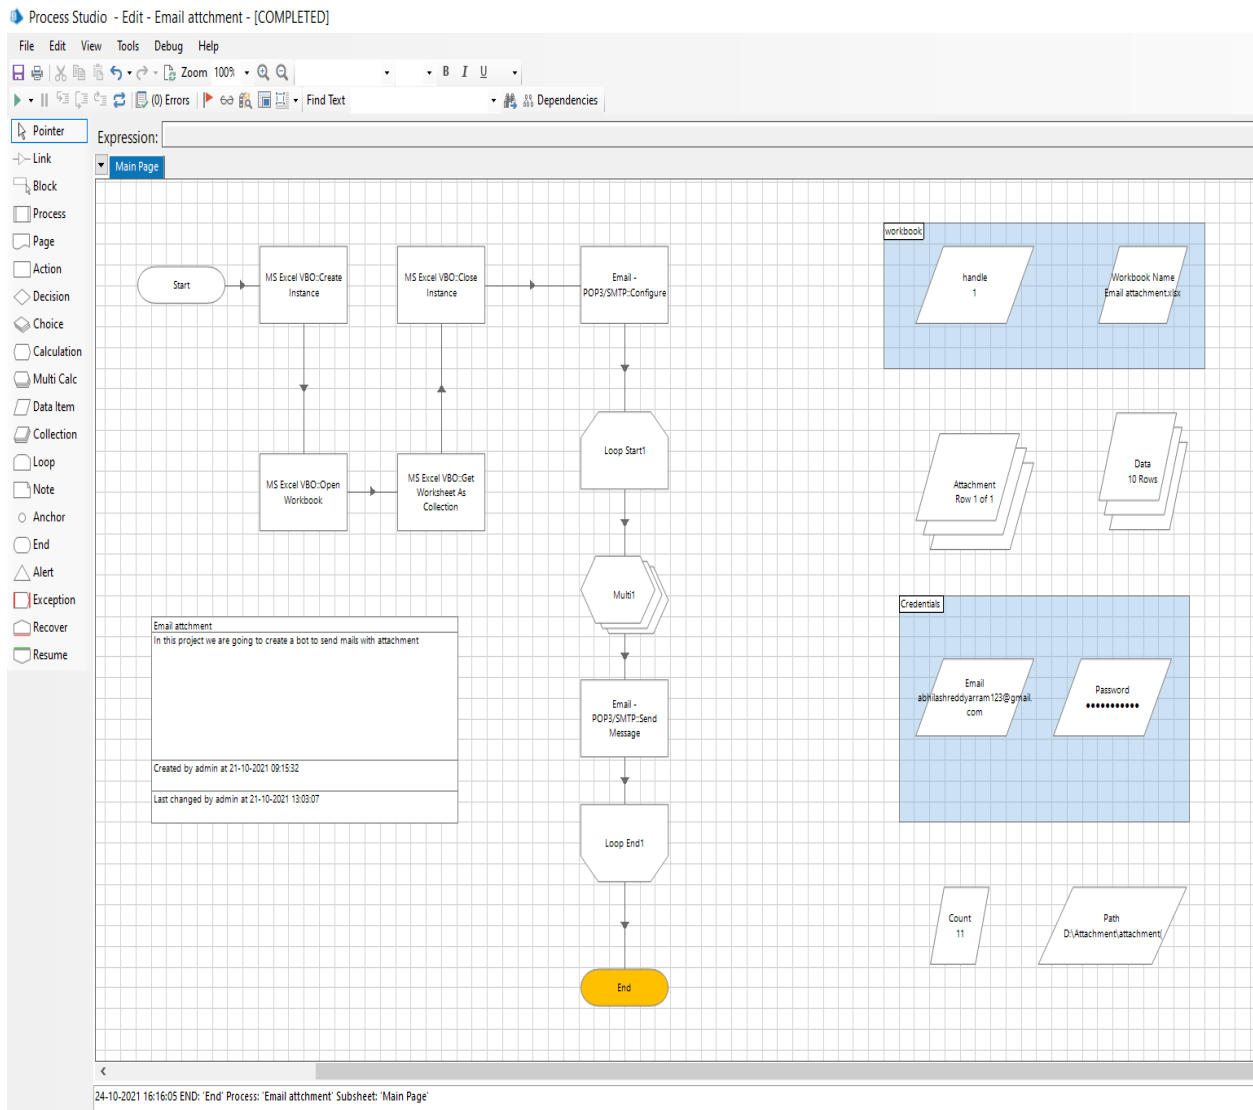 Process Studio - Edit - Email attchment - [COMPLETED]
File Edit View Tools Debug Help
Zoom 100% B I U
(0) Errors Find Text Dependencies
Pointer
Link
Block
Process
Page
Action
Decision
Choice
Calculation
Multi Calc
Data Item
Collection
Loop
Note
Anchor
End
Alert
Exception
Recover
Resume
Expression:
Main Page
Start
MS Excel VBO::Create
Instance
MS Excel VBO::Close
Instance
Email -
POP3/SMTP::Configure
workbook
handle
1
Workbook Name
Email attachment.xlsx
MS Excel VBO::Open
Workbook
MS Excel VBO::Get
Worksheet As
Collection
Loop Start1
Attachment
Row 1 of 1
Data
10 Rows
Multi1
Email attchment
In this project we are going to create a bot to send mails with attachment
Created by admin at 21-10-2021 09:15:32
Last changed by admin at 21-10-2021 13:03:07
Email -
POP3/SMTP::Send
Message
Credentials
Email
abhilashreddyarram123@gmail.
com
Password
•••••••••••
Loop End1
Count
11
Path
D:\Attachment\attachment(
End
24-10-2021 16:16:05 END: 'End' Process: 'Email attchment' Subsheet: 'Main Page'